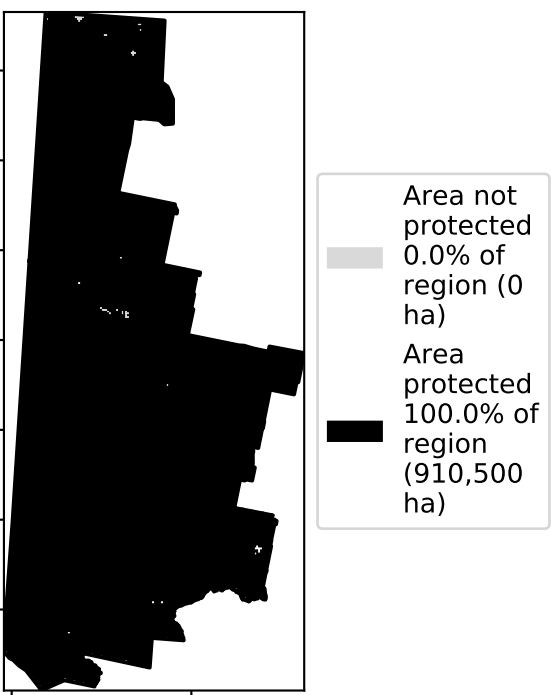 Area not
protected
0.0% of
region (0
ha)
Area
protected
100.0% of
region
(910,500
ha)